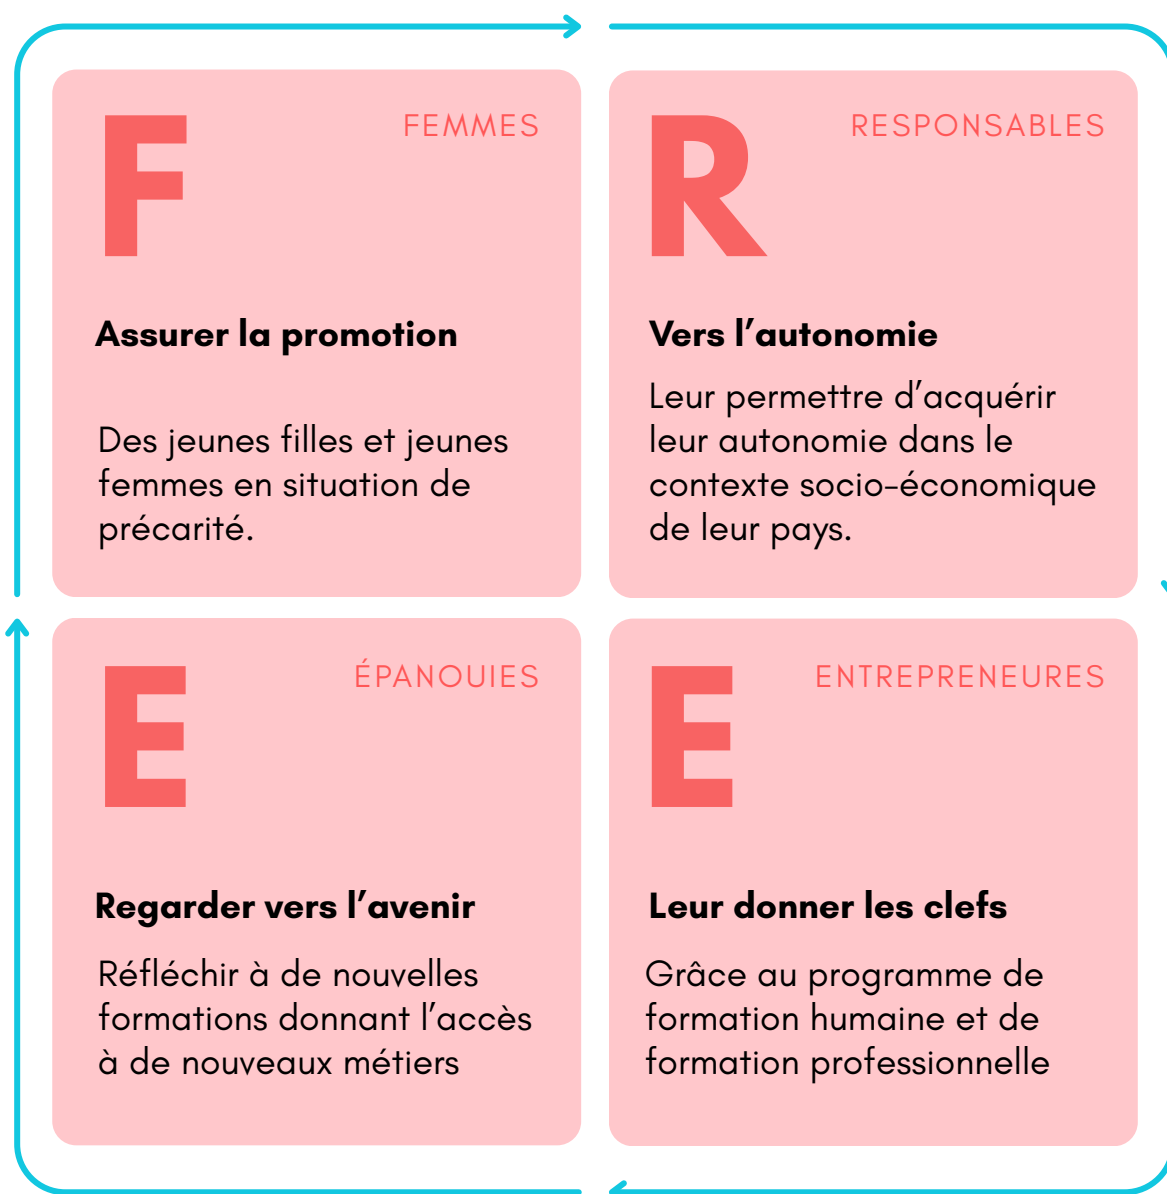 F
FEMMES
Assurer la promotion
Des jeunes filles et jeunes
femmes en situation de
précarité.
R
RESPONSABLES
Vers l’autonomie
Leur permettre d’acquérir
leur autonomie dans le
contexte socio-économique
de leur pays.
E
ÉPANOUIES
Regarder vers l’avenir
Réfléchir à de nouvelles
formations donnant l’accès
à de nouveaux métiers
E
ENTREPRENEURES
Leur donner les clefs
Grâce au programme de
formation humaine et de
formation professionnelle